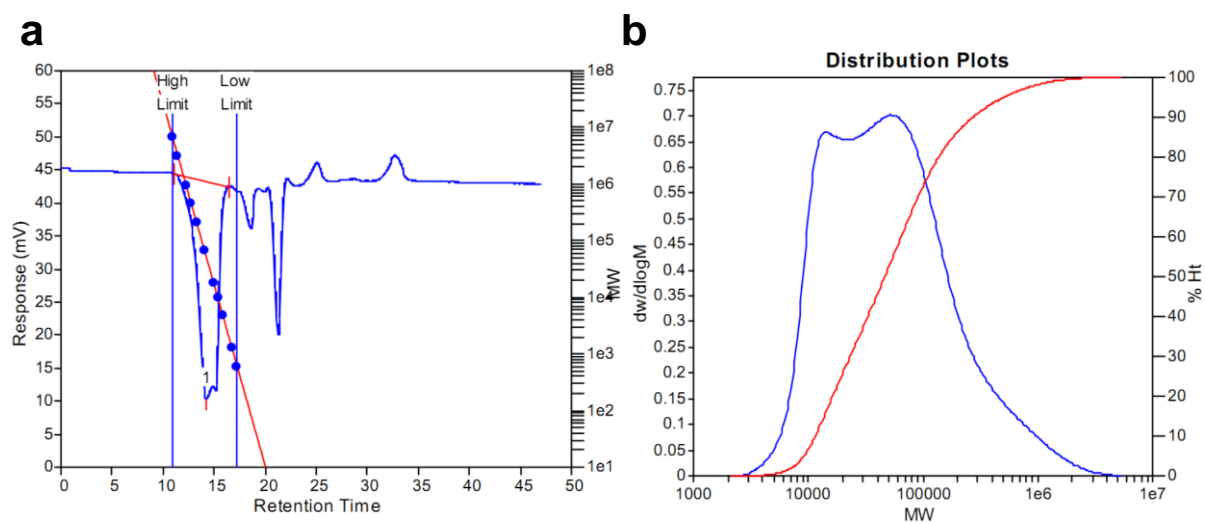 a
60
55
50
45
40
35
30
25
20
15
10
5
0
Response (mV)
High
Limit
Low
Limit
1
1e8
1e7
1e6
1e5
1e4
1e3
1e2
1e1
MW
0 5 10 15 20 25 30 35 40 45 50
Retention Time
b
Distribution Plots
0.75
0.7
0.65
0.6
0.55
0.5
0.45
0.4
0.35
0.3
0.25
0.2
0.15
0.1
0.05
0
dw/dlogM
100
90
80
70
60
50
40
30
20
10
0
% Ht
1000 10000 100000 1e6 1e7
MW